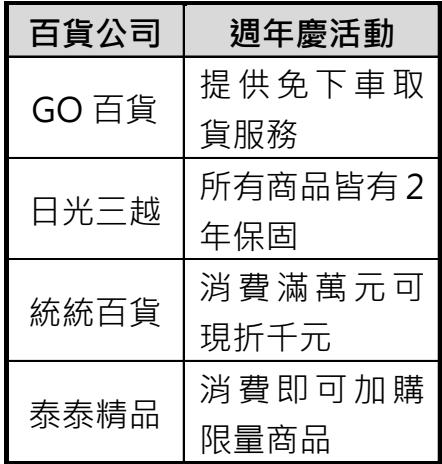 百貨公司 週年慶活動
GO 百貨 提供免下車取
貨服務
日光三越 所有商品皆有 2
年保固
統統百貨 消費滿萬元可
現折千元
泰泰精品 消費即可加購
限量商品